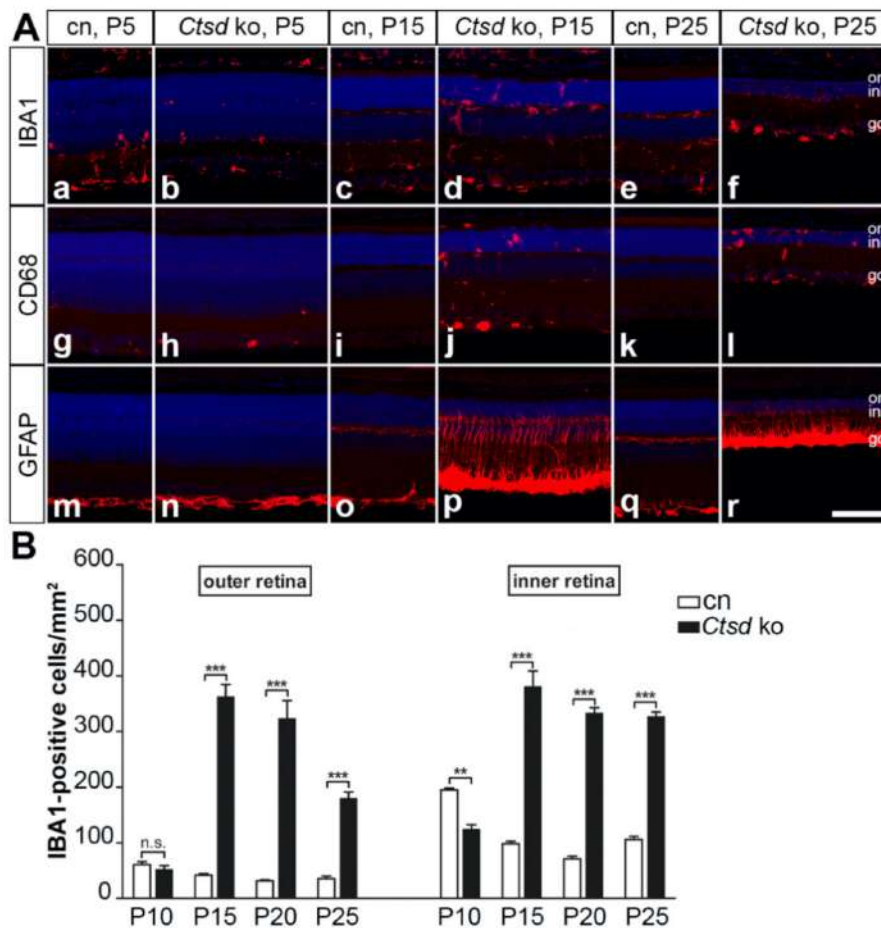 A
cn, P5 Ctsd ko, P5 cn, P15 Ctsd ko, P15 cn, P25 Ctsd ko, P25
IBA1
a b c d e f
CD68
g h i j k l
GFAP
m n o p q r
B
600
500
400
300
200
100
0
IBA1-positive cells/mm²
outer retina inner retina
cn
Ctsd ko
n.s. *** *** *** ** *** *** ***
P10 P15 P20 P25 P10 P15 P20 P25